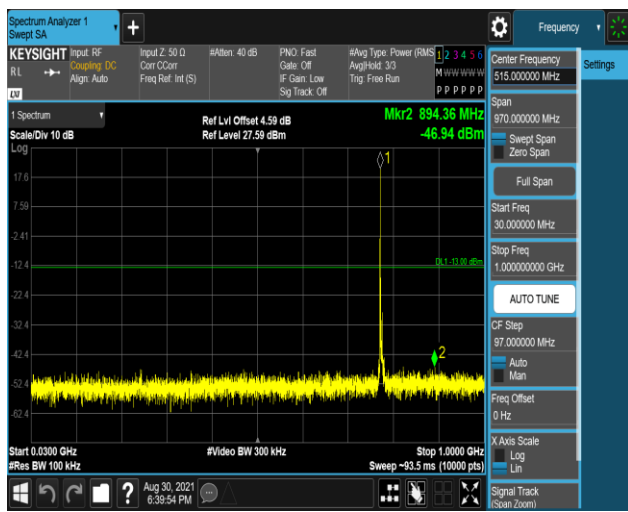 Spectrum Analyzer 1
Swept SA
Frequency
KEYSIGHT
RL
LXI
Input: RF
Coupling: DC
Align: Auto
Input Z: 50 Ω
Corr CCorr
Freq Ref: Int (S)
#Atten: 40 dB
PNO: Fast
Gate: Off
IF Gain: Low
Sig Track: Off
#Avg Type: Power (RMS
Avg|Hold: 3/3
Trig: Free Run
1 2 3 4 5 6
M W W W W W
P P P P P P
1 Spectrum
Scale/Div 10 dB
Log
Ref Lvl Offset 4.59 dB
Ref Level 27.59 dBm
Mkr2 894.36 MHz
-46.94 dBm
1
17.6
7.59
-2.41
-12.4
DL1 -13.00 dBm
-22.4
-32.4
-42.4
2
-52.4
-62.4
Start 0.0300 GHz
#Res BW 100 kHz
#Video BW 300 kHz
Stop 1.0000 GHz
Sweep ~93.5 ms (10000 pts)
Aug 30, 2021
6:39:54 PM
?
Center Frequency
515.000000 MHz
Settings
Span
970.000000 MHz
Swept Span
Zero Span
Full Span
Start Freq
30.000000 MHz
Stop Freq
1.000000000 GHz
AUTO TUNE
CF Step
97.000000 MHz
Auto
Man
Freq Offset
0 Hz
X Axis Scale
Log
Lin
Signal Track
(Span Zoom)